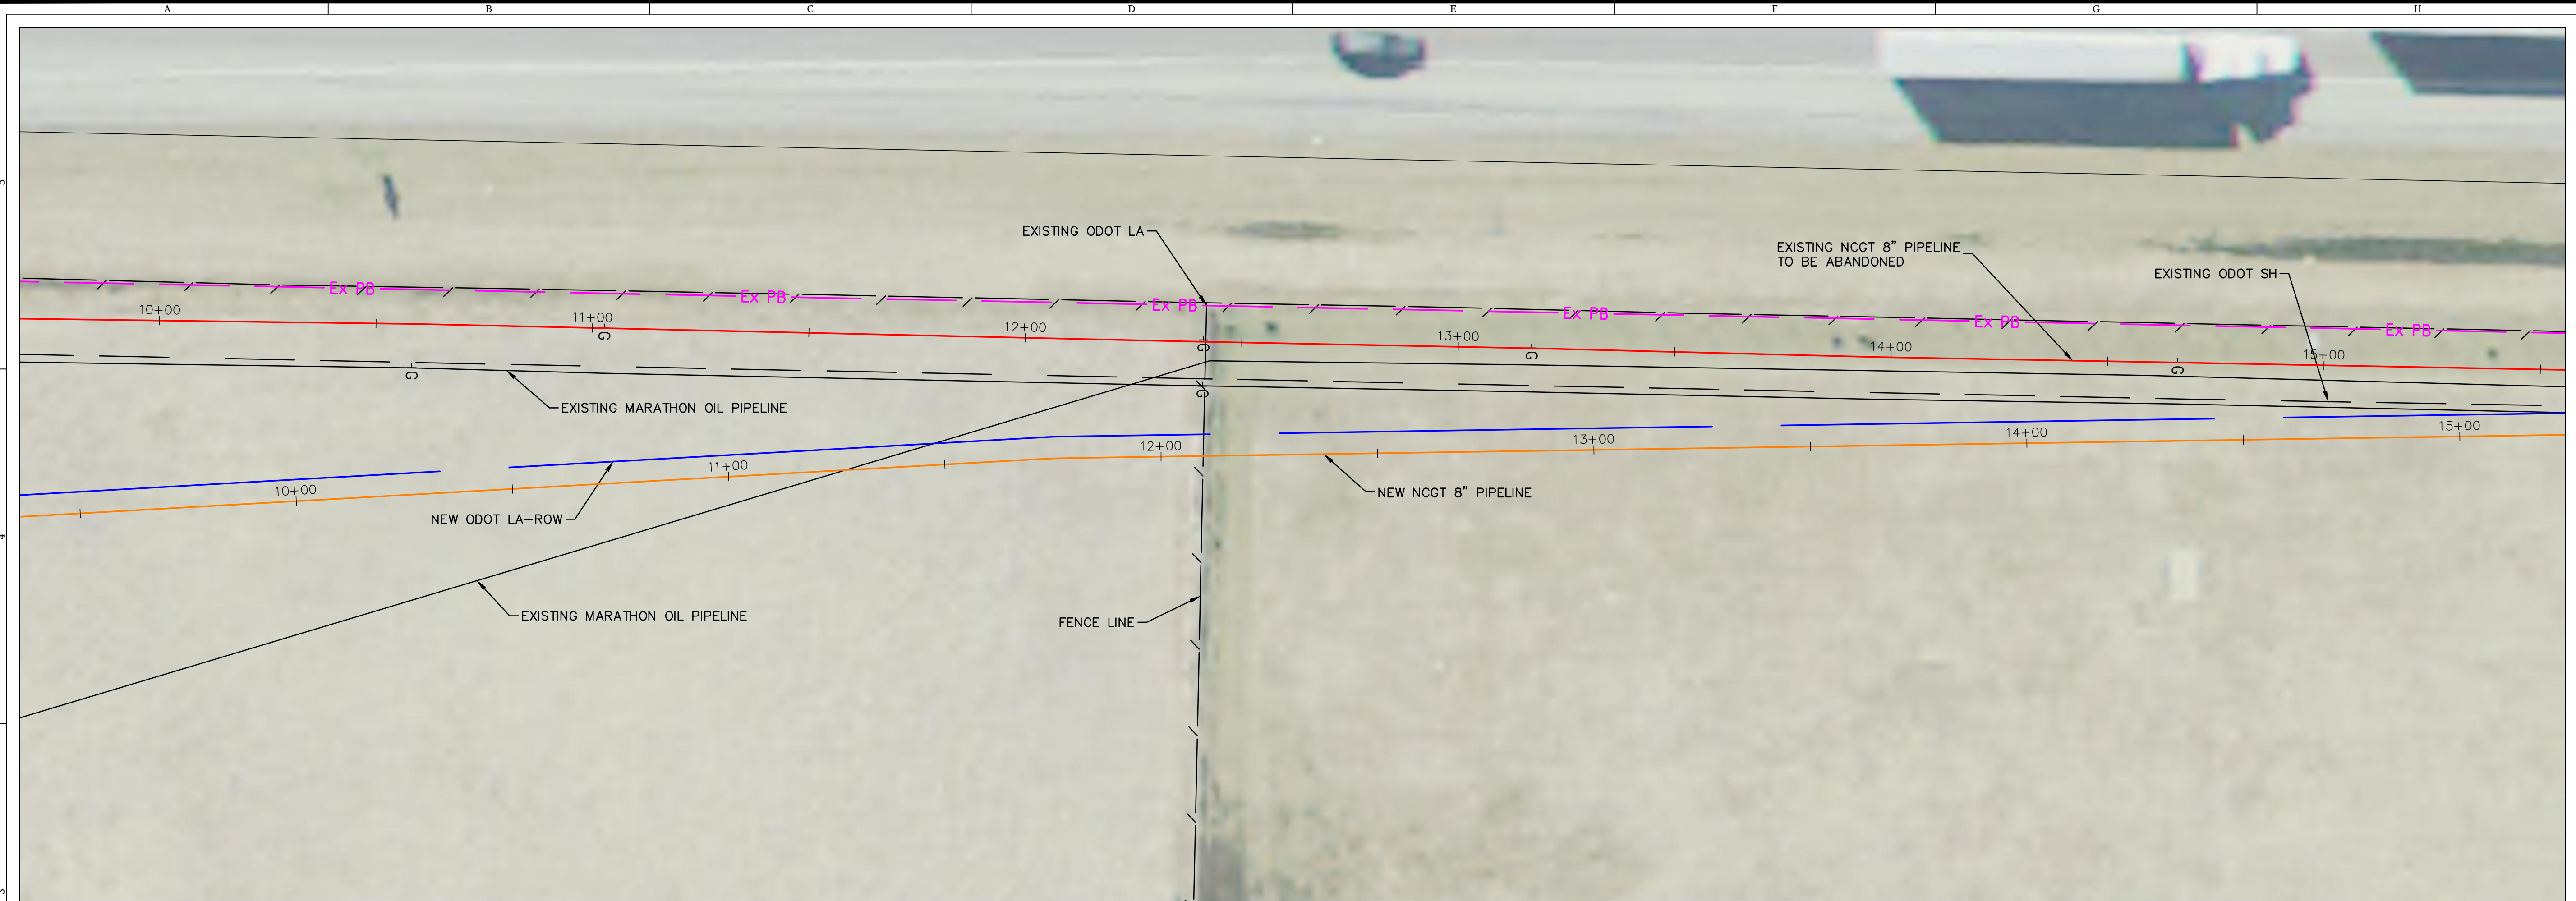 A B C D E F G H
5
EXISTING ODOT LA
EXISTING NCGT 8" PIPELINE
TO BE ABANDONED
EXISTING ODOT SH
Ex PB Ex PB Ex PB Ex PB Ex PB Ex PB
10+00 11+00 12+00 13+00 14+00 15+00
G G G G
G G
EXISTING MARATHON OIL PIPELINE
10+00 11+00 12+00 13+00 14+00 15+00
NEW NCGT 8" PIPELINE
NEW ODOT LA-ROW
4
EXISTING MARATHON OIL PIPELINE
FENCE LINE
3